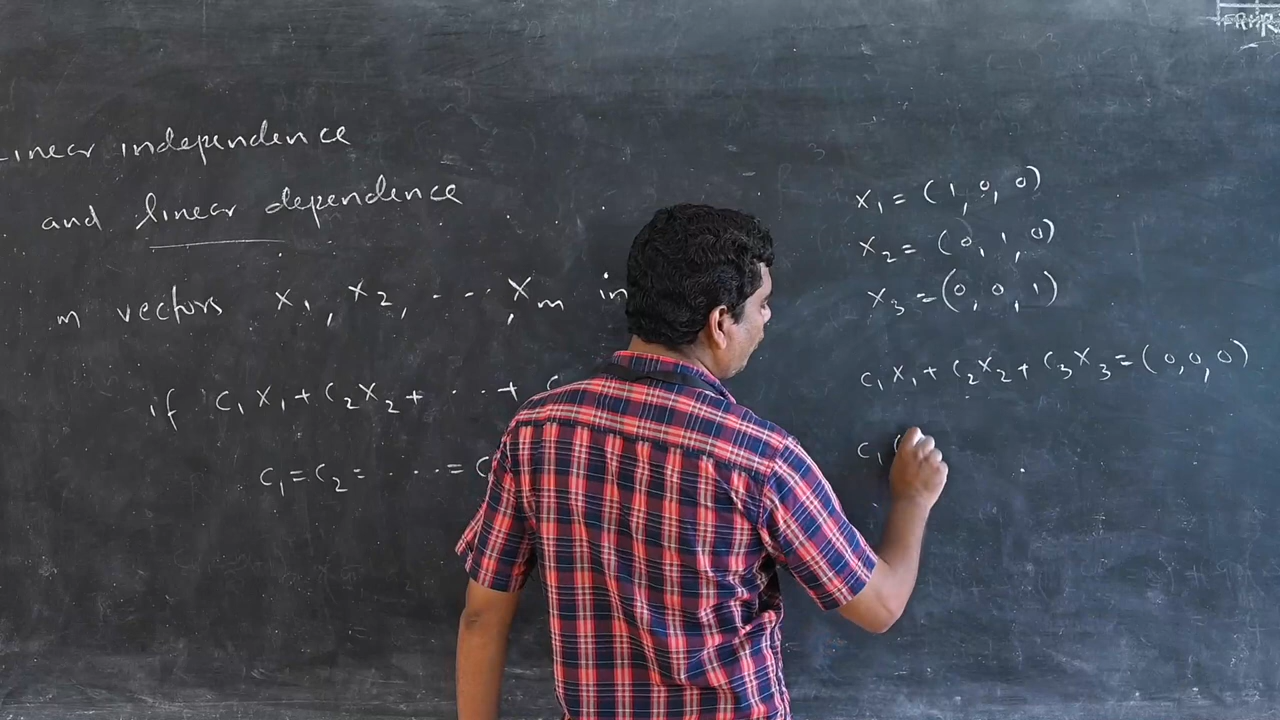 Linear independence
and linear dependence
m vectors X₁, X₂, ..., Xₘ in
if C₁X₁ + C₂X₂ + ... + C
C₁ = C₂ = .... = C
X₁ = (1, 0, 0)
X₂ = (0, 1, 0)
X₃ = (0, 0, 1)
C₁X₁ + C₂X₂ + C₃X₃ = (0, 0, 0)
C₁(